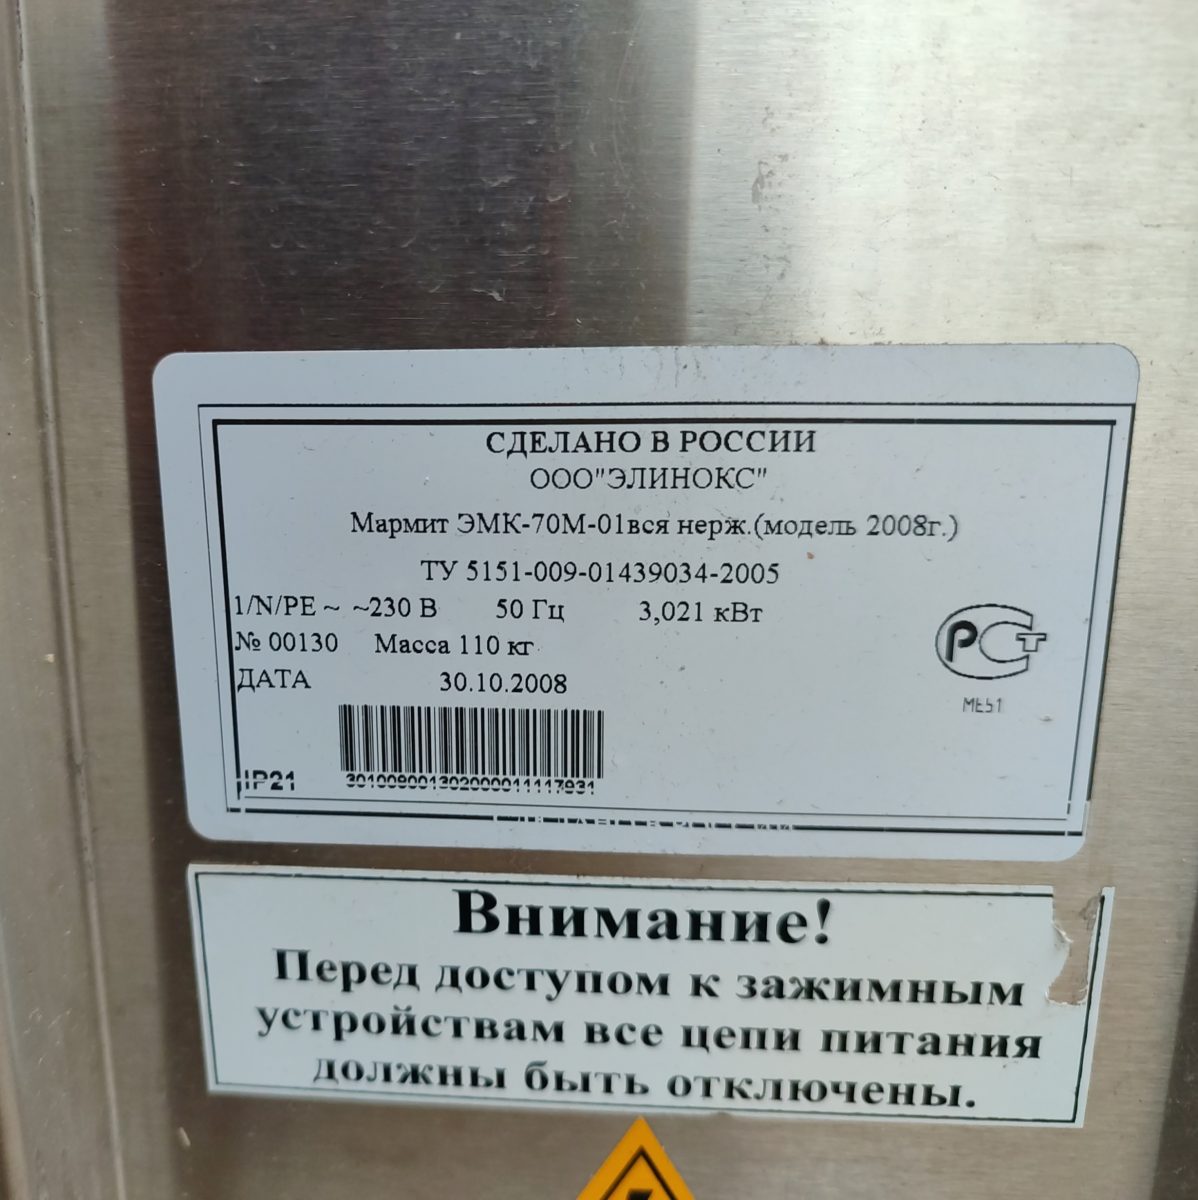 СДЕЛАНО В РОССИИ
ООО"ЭЛИНОКС"
Мармит ЭМК-70М-01вся нерж.(модель 2008г.)
ТУ 5151-009-01439034-2005
1/N/PE ~ ~230 В 50 Гц 3,021 кВт
№ 00130 Масса 110 кг
ДАТА 30.10.2008
РСТ
МЕ51
IP21
3010090013020000011117931
Внимание!
Перед доступом к зажимным
устройствам все цепи питания
должны быть отключены.